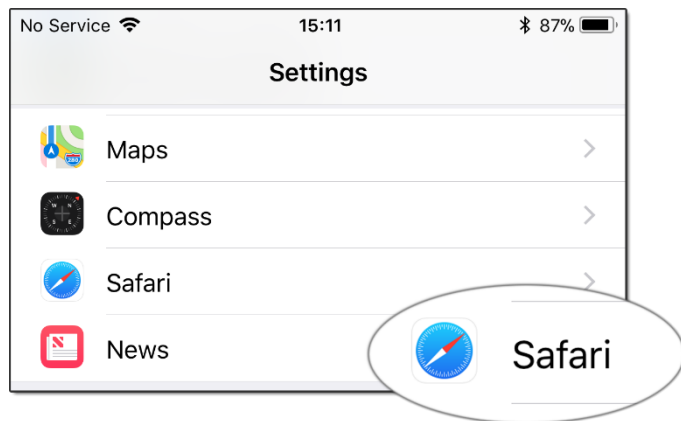 No Service 15:11 87%
Settings
Maps
Compass
Safari
News
Safari